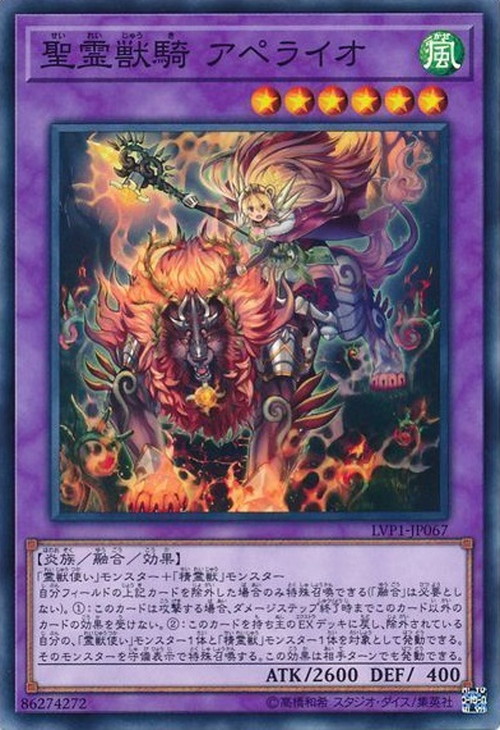 聖霊獣騎 アペライオ
風
LVP1-JP067
【炎族／融合／効果】
「霊獣使い」モンスター＋「精霊獣」モンスター
自分フィールドの上記カードを除外した場合のみ特殊召喚できる(「融合」は必要と
しない)。①：このカードは攻撃する場合、ダメージステップ終了時までこのカード以外
のカードの効果を受けない。②：このカードを持ち主のEXデッキに戻し、除外されている
自分の、「霊獣使い」モンスター1体と「精霊獣」モンスター1体を対象として発動できる。
そのモンスターを守備表示で特殊召喚する。この効果は相手ターンでも発動できる。
ATK/2600 DEF/ 400
86274272
©高橋和希 スタジオ・ダイス/集英社